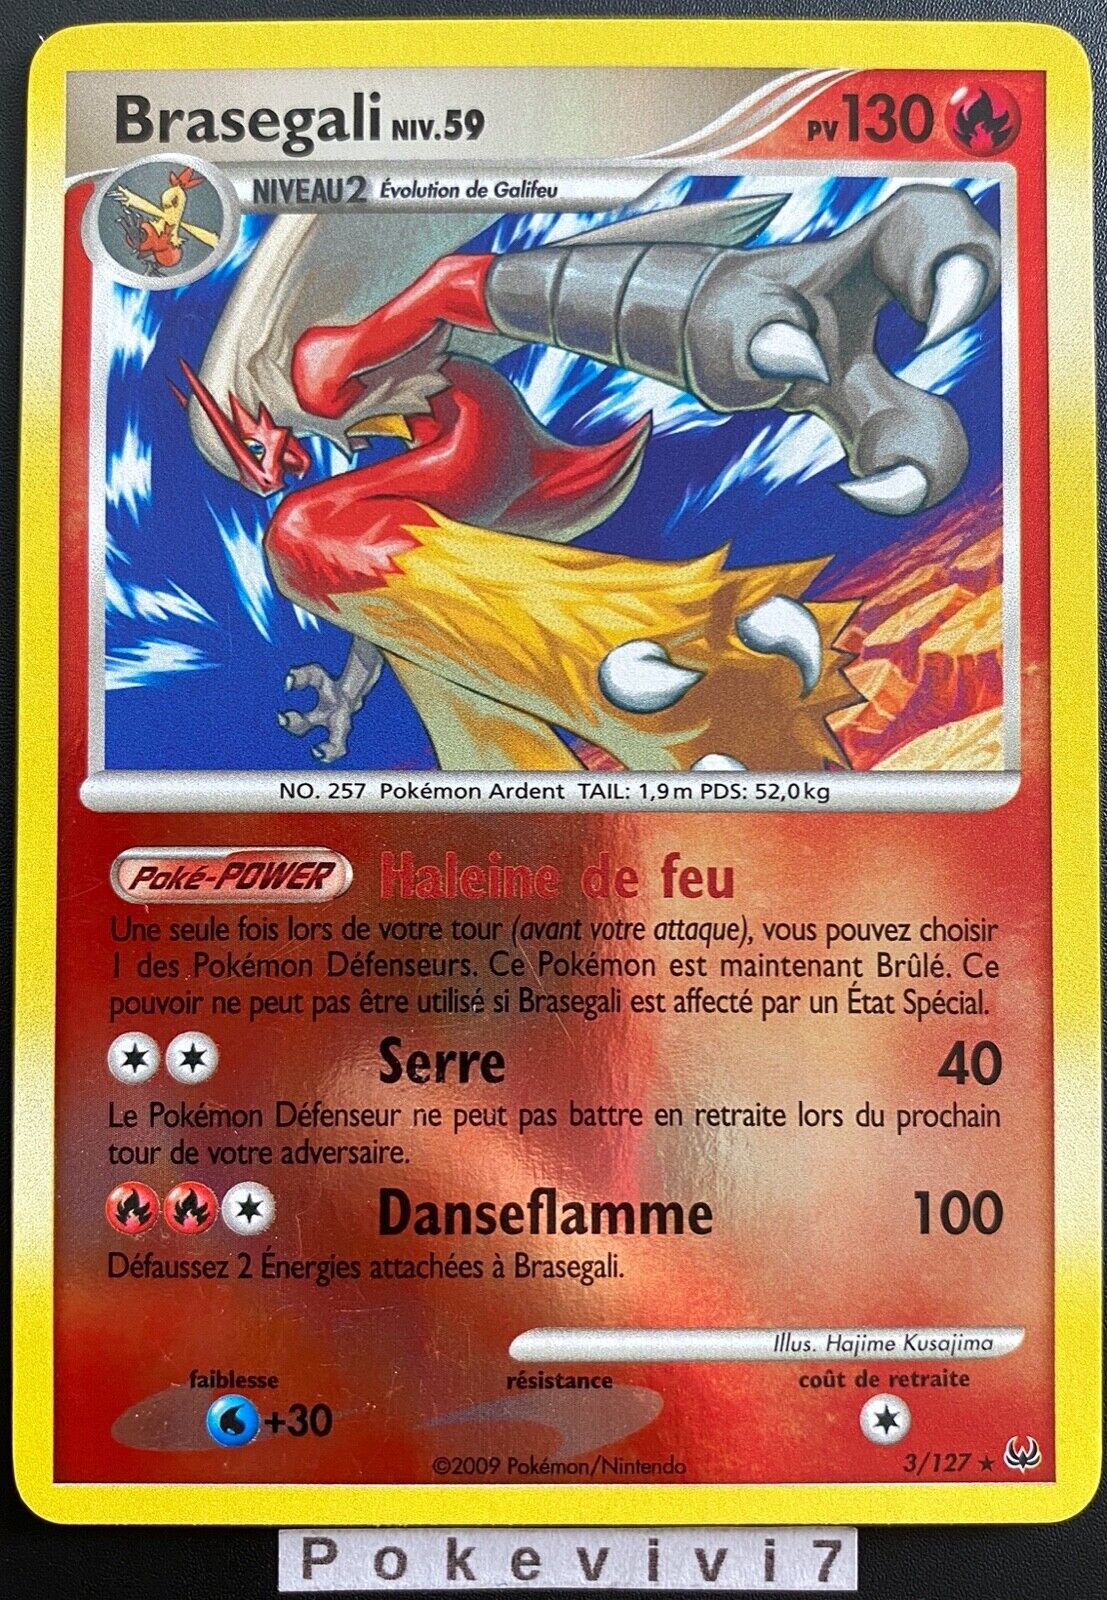 Brasegali NIV.59 PV 130
NIVEAU2 Évolution de Galifeu
NO. 257 Pokémon Ardent TAIL: 1,9m PDS: 52,0kg
Poké-POWER Haleine de feu
Une seule fois lors de votre tour (avant votre attaque), vous pouvez choisir
1 des Pokémon Défenseurs. Ce Pokémon est maintenant Brûlé. Ce
pouvoir ne peut pas être utilisé si Brasegali est affecté par un État Spécial.
Serre 40
Le Pokémon Défenseur ne peut pas battre en retraite lors du prochain
tour de votre adversaire.
Danseflamme 100
Défaussez 2 Énergies attachées à Brasegali.
Illus. Hajime Kusajima
faiblesse résistance coût de retraite
+30
©2009 Pokémon/Nintendo 3/127 ★
Pokevivi7